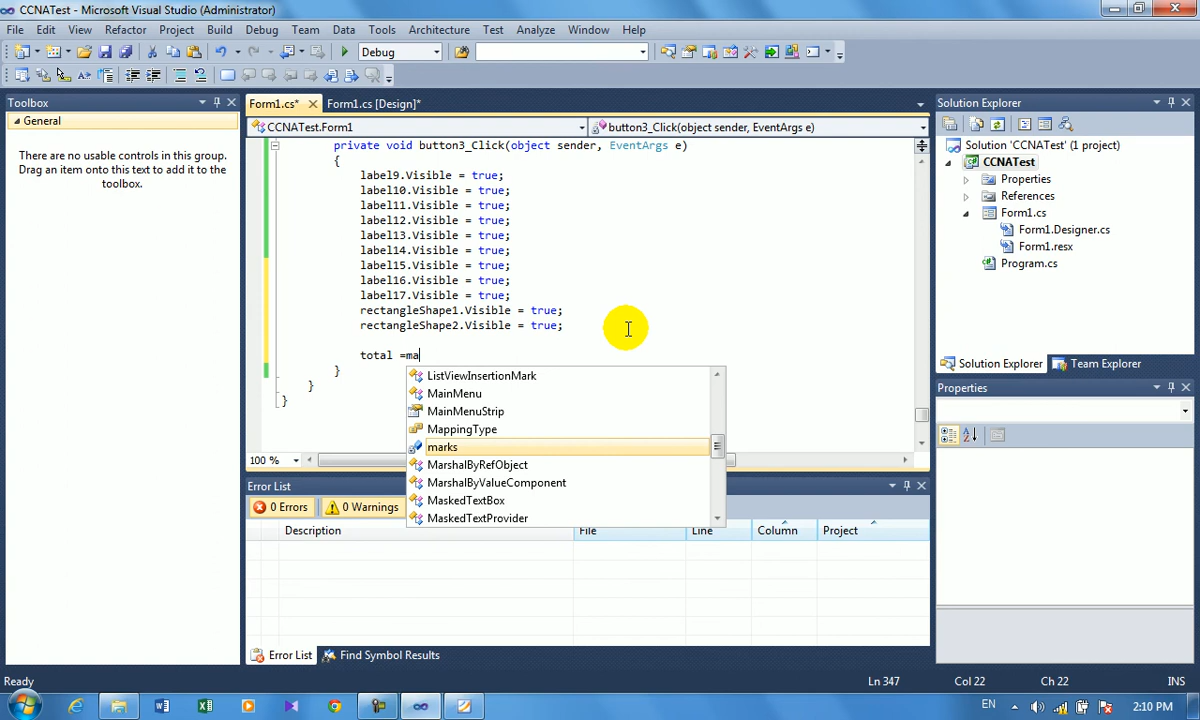 CCNATest - Microsoft Visual Studio (Administrator)
File Edit View Refactor Project Build Debug Team Data Tools Architecture Test Analyze Window Help
Debug
Toolbox
General
There are no usable controls in this group.
Drag an item onto this text to add it to the
toolbox.
Form1.cs* Form1.cs [Design]*
CCNATest.Form1 button3_Click(object sender, EventArgs e)
private void button3_Click(object sender, EventArgs e)
{
label9.Visible = true;
label10.Visible = true;
label11.Visible = true;
label12.Visible = true;
label13.Visible = true;
label14.Visible = true;
label15.Visible = true;
label16.Visible = true;
label17.Visible = true;
rectangleShape1.Visible = true;
rectangleShape2.Visible = true;
total =ma
}
}
}
ListViewInsertionMark
MainMenu
MainMenuStrip
MappingType
marks
MarshalByRefObject
MarshalByValueComponent
MaskedTextBox
MaskedTextProvider
100 %
Error List
0 Errors 0 Warnings
Description File Line Column Project
Error List Find Symbol Results
Solution Explorer
Solution 'CCNATest' (1 project)
CCNATest
Properties
References
Form1.cs
Form1.Designer.cs
Form1.resx
Program.cs
Solution Explorer Team Explorer
Properties
Ready Ln 347 Col 22 Ch 22 INS
EN 2:10 PM